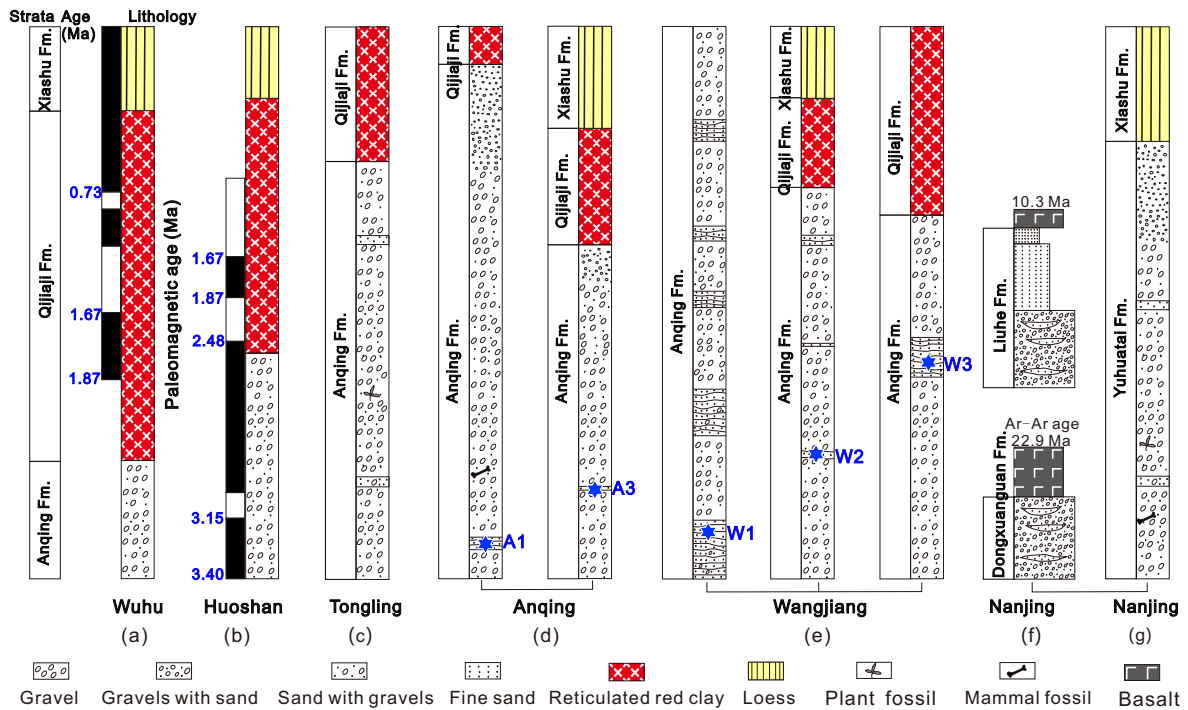 Strata Age Lithology
(Ma)
Xiashu Fm.
Qijiaji Fm.
Anqing Fm.
0.73
1.67
1.87
Wuhu
(a)
Paleomagnetic age (Ma)
1.67
1.87
2.48
3.15
3.40
Huoshan
(b)
Qijiaji Fm.
Anqing Fm.
Tongling
(c)
Qijiaji Fm.
Anqing Fm.
A1
Xiashu Fm.
Qijiaji Fm.
Anqing Fm.
A3
Anqing
(d)
Anqing Fm.
W1
Xiashu Fm.
Qijiaji Fm.
Anqing Fm.
W2
Qijiaji Fm.
Anqing Fm.
W3
Wangjiang
(e)
10.3 Ma
Liuhe Fm.
Ar-Ar age
22.9 Ma
Dongxuanguan Fm.
Nanjing
(f)
Xiashu Fm.
Yuhuatai Fm.
Nanjing
(g)
Gravel
Gravels with sand
Sand with gravels
Fine sand
Reticulated red clay
Loess
Plant fossil
Mammal fossil
Basalt